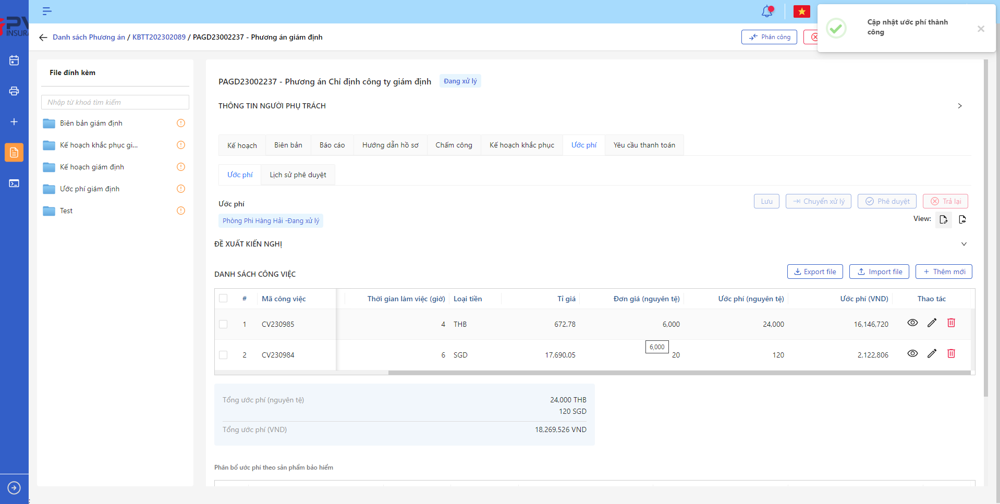 PV
INSURA
Cập nhật ước phí thành
công
Danh sách Phương án / KBTT202302089 / PAGD23002237 - Phương án giám định
Phân công
File đính kèm
Nhập từ khoá tìm kiếm
Biên bản giám định
Kế hoạch khắc phục gi...
Kế hoạch giám định
Ước phí giám định
Test
PAGD23002237 - Phương án Chỉ định công ty giám định
Đang xử lý
THÔNG TIN NGƯỜI PHỤ TRÁCH
Kế hoạch Biên bản Báo cáo Hướng dẫn hồ sơ Chấm công Kế hoạch khắc phục Ước phí Yêu cầu thanh toán
Ước phí Lịch sử phê duyệt
Ước phí
Lưu Chuyển xử lý Phê duyệt Trả lại
Phòng Phi Hàng Hải -Đang xử lý
View:
ĐỀ XUẤT KIẾN NGHỊ
DANH SÁCH CÔNG VIỆC
Export file Import file + Thêm mới
# Mã công việc Thời gian làm việc (giờ) Loại tiền Tỉ giá Đơn giá (nguyên tệ) Ước phí (nguyên tệ) Ước phí (VND) Thao tác
1 CV230985 4 THB 672.78 6,000 24,000 16,146,720
6,000
2 CV230984 6 SGD 17,690.05 20 120 2,122,806
Tổng ước phí (nguyên tệ) 24,000 THB
120 SGD
Tổng ước phí (VND) 18,269,526 VND
Phân bổ ước phí theo sản phẩm bảo hiểm
;